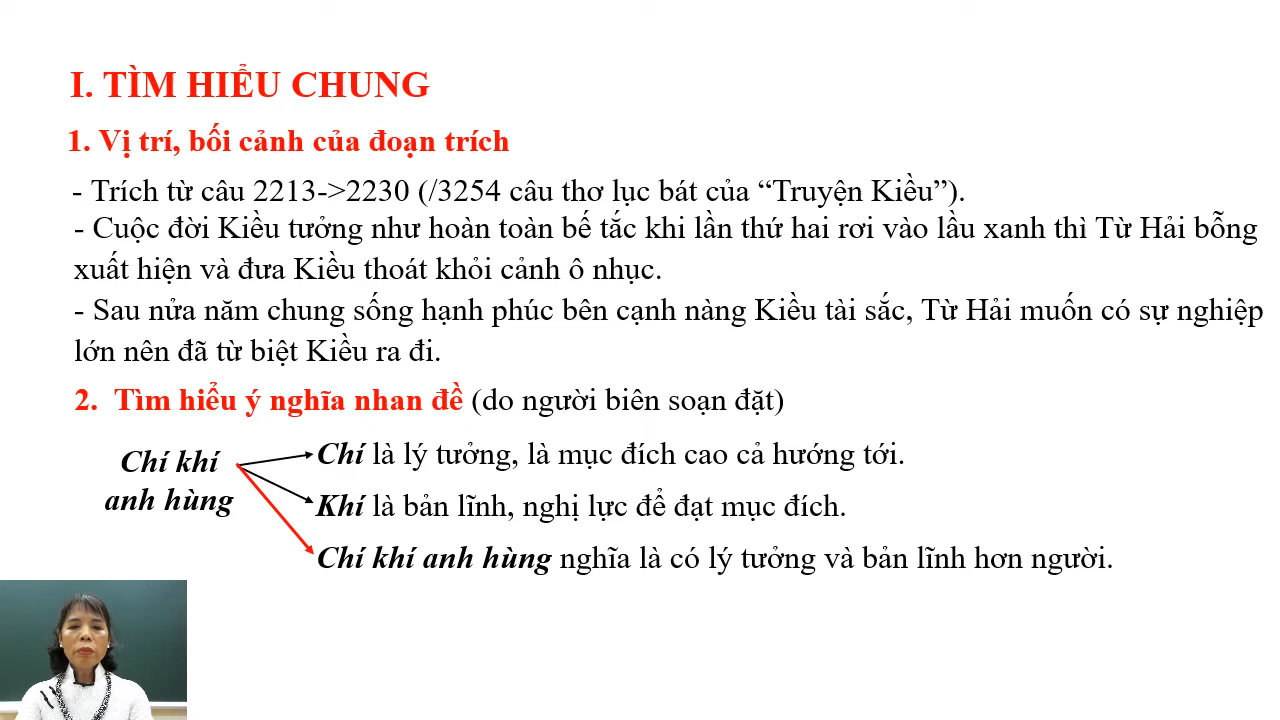 I. TÌM HIỂU CHUNG
1. Vị trí, bối cảnh của đoạn trích
- Trích từ câu 2213->2230 (/3254 câu thơ lục bát của “Truyện Kiều”).
- Cuộc đời Kiều tưởng như hoàn toàn bế tắc khi lần thứ hai rơi vào lầu xanh thì Từ Hải bỗng
xuất hiện và đưa Kiều thoát khỏi cảnh ô nhục.
- Sau nửa năm chung sống hạnh phúc bên cạnh nàng Kiều tài sắc, Từ Hải muốn có sự nghiệp
lớn nên đã từ biệt Kiều ra đi.
2. Tìm hiểu ý nghĩa nhan đề (do người biên soạn đặt)
Chí khí
anh hùng
Chí là lý tưởng, là mục đích cao cả hướng tới.
Khí là bản lĩnh, nghị lực để đạt mục đích.
Chí khí anh hùng nghĩa là có lý tưởng và bản lĩnh hơn người.